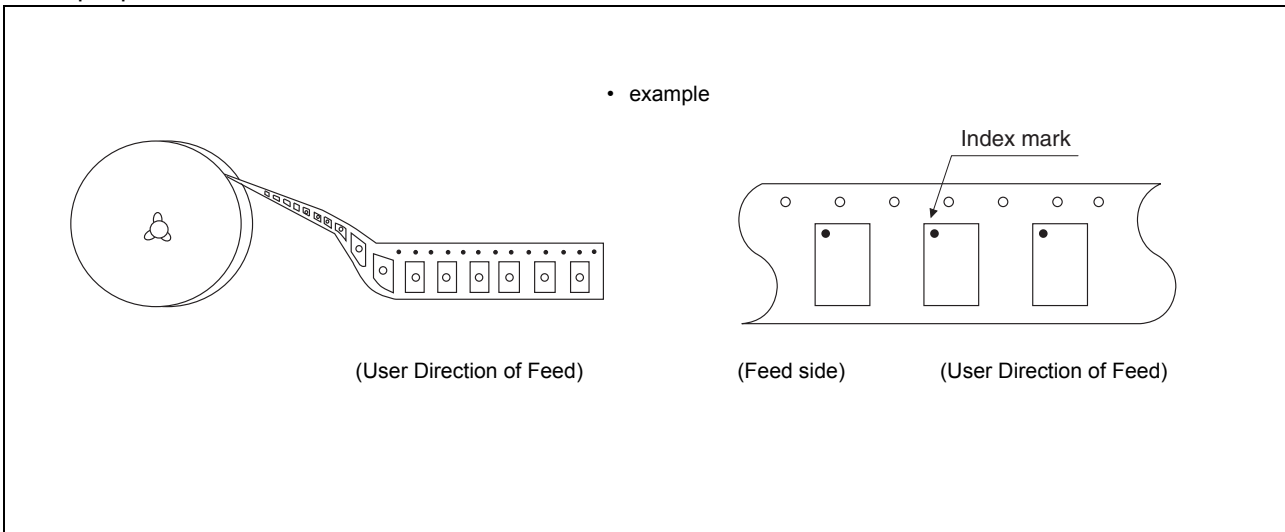 • example
Index mark
(User Direction of Feed)
(Feed side)
(User Direction of Feed)